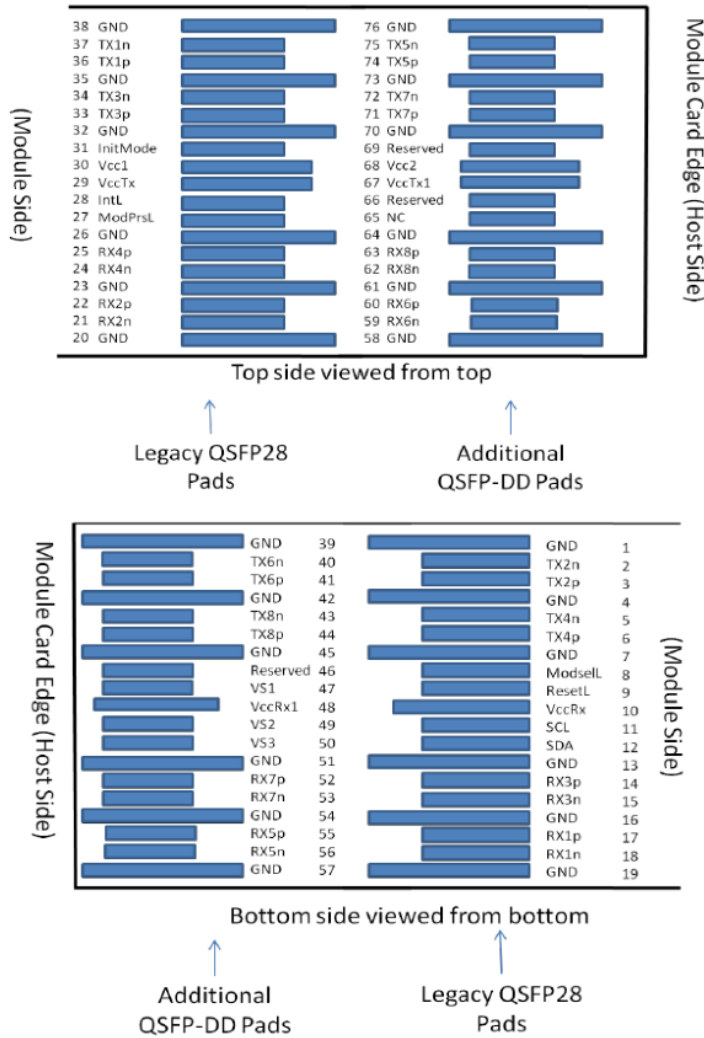 38 GND 76 GND
37 TX1n 75 TX5n
36 TX1p 74 TX5p
35 GND 73 GND
34 TX3n 72 TX7n
33 TX3p 71 TX7p
32 GND 70 GND
31 InitMode 69 Reserved
30 Vcc1 68 Vcc2
29 VccTx 67 VccTx1
28 IntL 66 Reserved
27 ModPrsL 65 NC
26 GND 64 GND
25 RX4p 63 RX8p
24 RX4n 62 RX8n
23 GND 61 GND
22 RX2p 60 RX6p
21 RX2n 59 RX6n
20 GND 58 GND
(Module Side)
Module Card Edge (Host Side)
Top side viewed from top
Legacy QSFP28
Pads
Additional
QSFP-DD Pads
Module Card Edge (Host Side)
GND 39 GND 1
TX6n 40 TX2n 2
TX6p 41 TX2p 3
GND 42 GND 4
TX8n 43 TX4n 5
TX8p 44 TX4p 6
GND 45 GND 7
Reserved 46 ModselL 8
VS1 47 ResetL 9
VccRx1 48 VccRx 10
VS2 49 SCL 11
VS3 50 SDA 12
GND 51 GND 13
RX7p 52 RX3p 14
RX7n 53 RX3n 15
GND 54 GND 16
RX5p 55 RX1p 17
RX5n 56 RX1n 18
GND 57 GND 19
(Module Side)
Bottom side viewed from bottom
Additional
QSFP-DD Pads
Legacy QSFP28
Pads